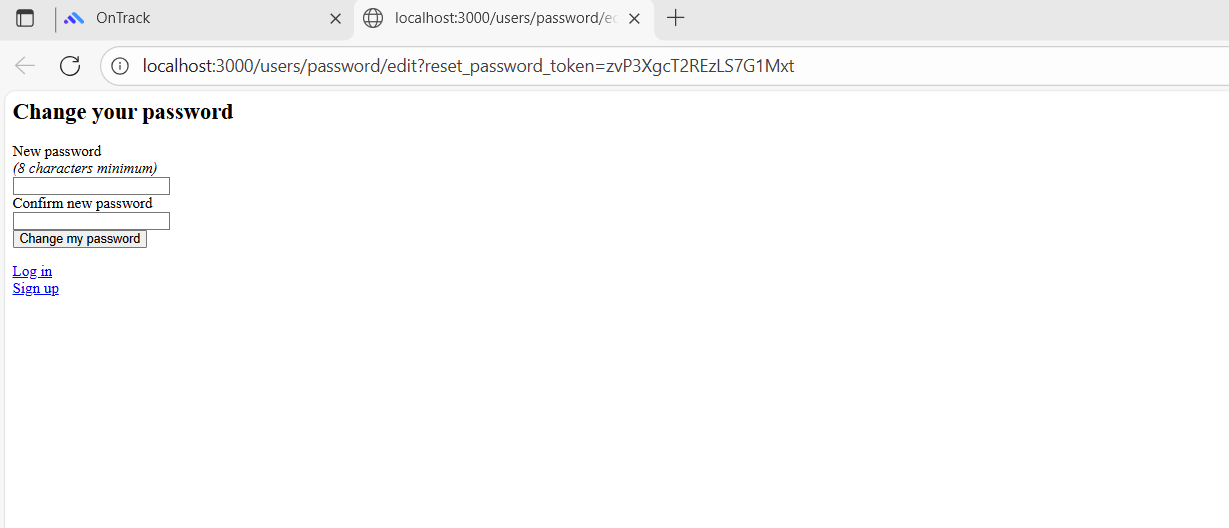 OnTrack
localhost:3000/users/password/ec
localhost:3000/users/password/edit?reset_password_token=zvP3XgcT2REzLS7G1Mxt
Change your password
New password
(8 characters minimum)
Confirm new password
Change my password
Log in
Sign up